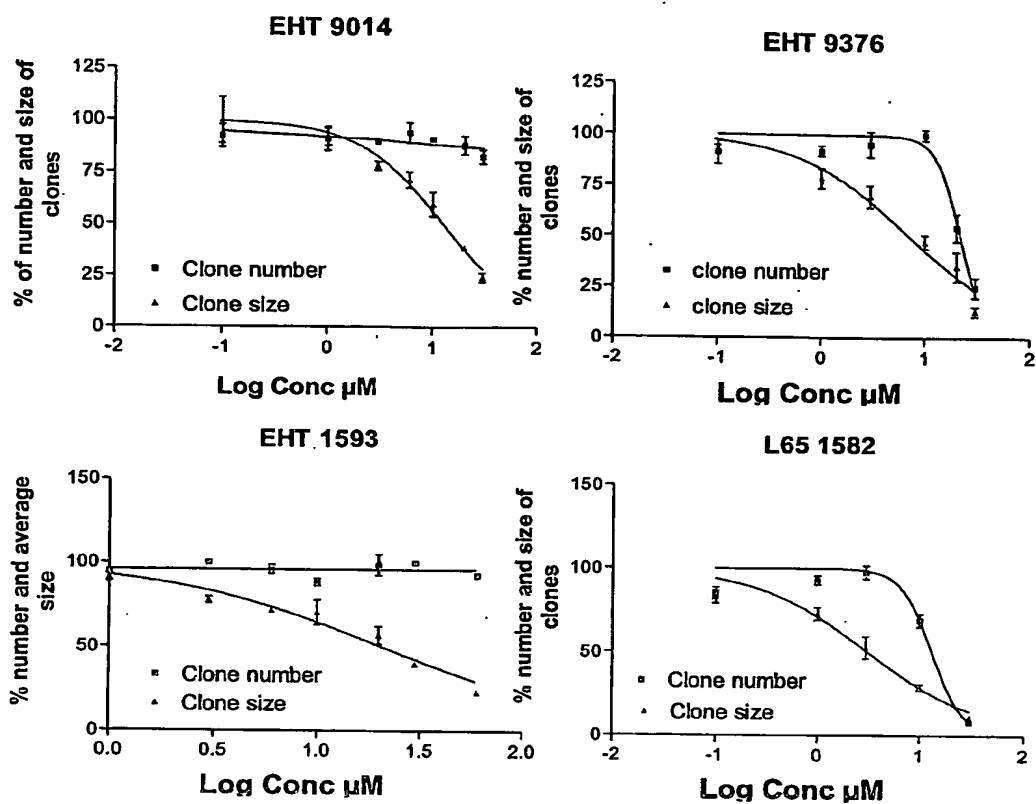 EHT 9014
% of number and size of
clones
125
100
75
50
25
0
Clone number
Clone size
-2
-1
0
1
2
Log Conc µM
EHT 9376
% number and size of
clones
125
100
75
50
25
0
clone number
clone size
-2
-1
0
1
2
Log Conc µM
EHT 1593
% number and average
size
150
100
50
0
Clone number
Clone size
0.0
0.5
1.0
1.5
2.0
Log Conc µM
L65 1582
% number and size of
clones
150
100
50
0
Clone number
Clone size
-2
-1
0
1
2
Log Conc µM